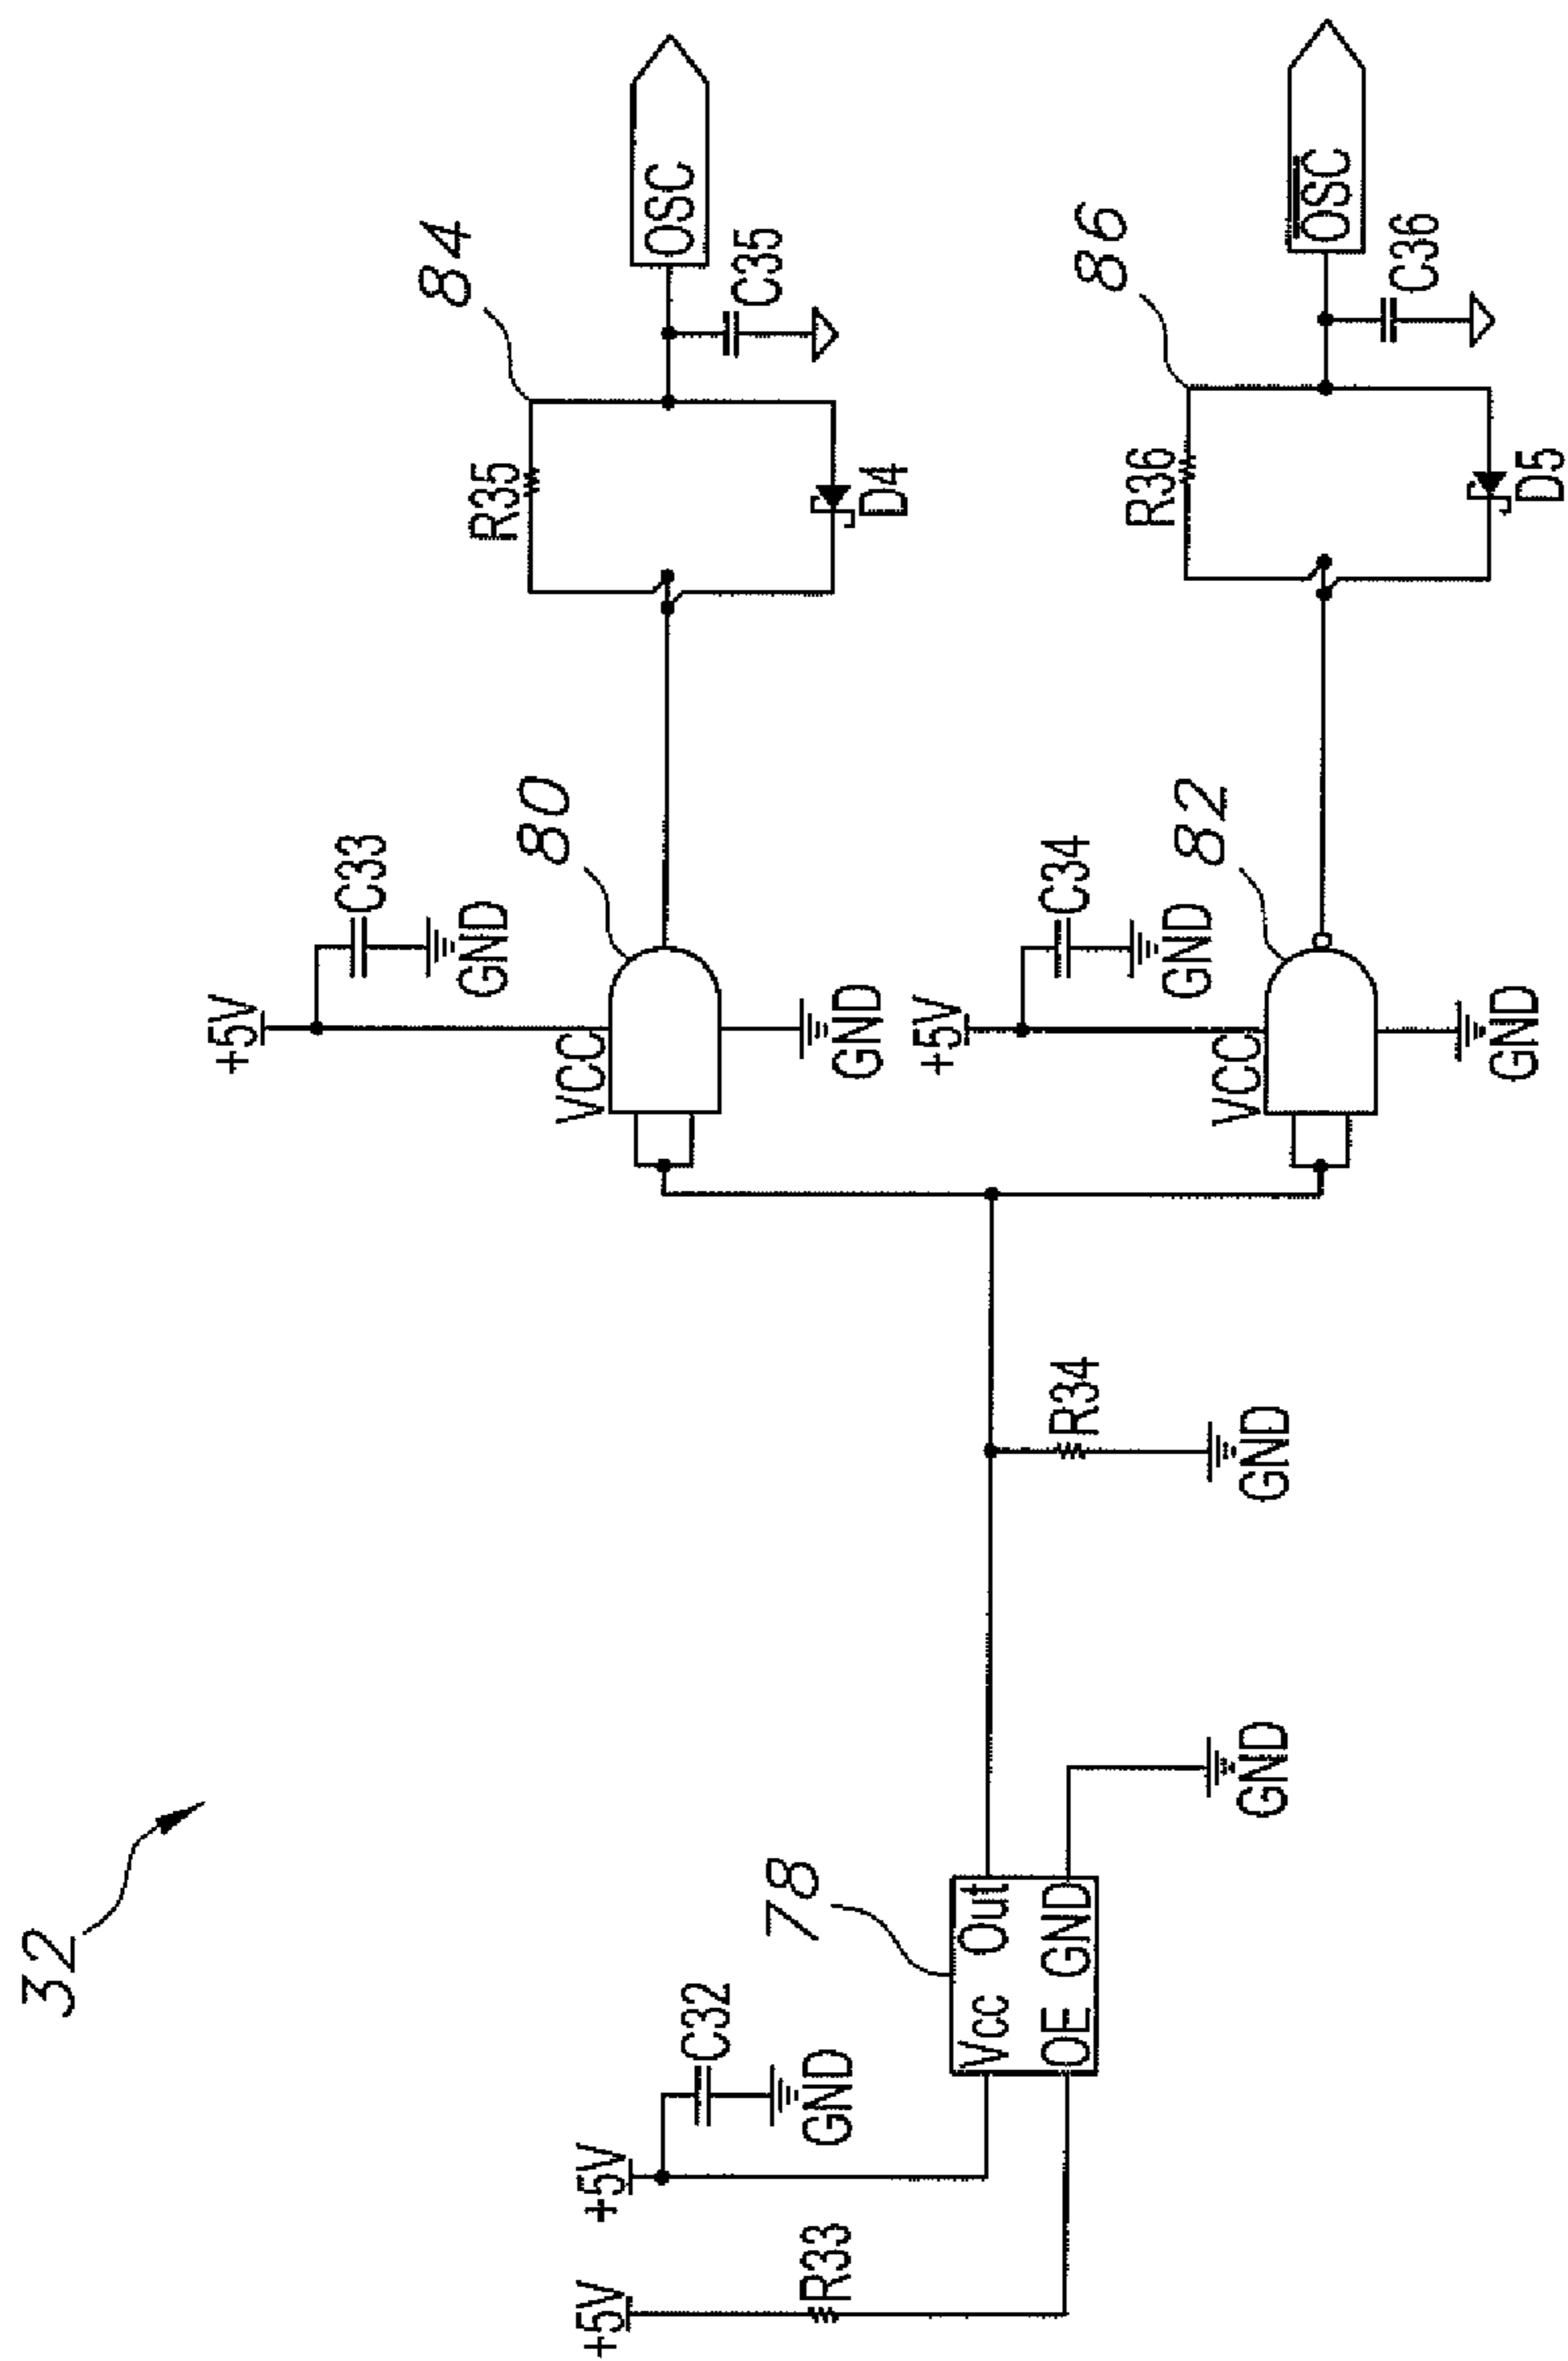 32
+5V
R33
+5V
C32
GND
78
Vcc Out
OE GND
GND
R34
GND
+5V
C33
GND
VCC
80
GND
+5V
C34
GND
VCC
82
GND
R35
84
D4
C35
OSC
R36
86
D5
C36
O̅S̅C̅